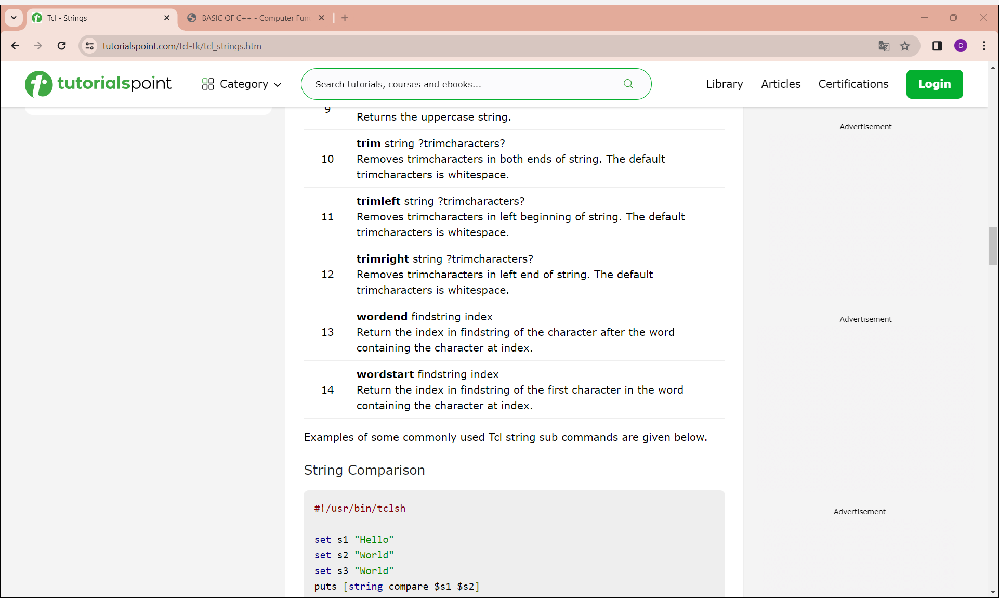 Tcl - Strings
BASIC OF C++ - Computer Fun
tutorialspoint.com/tcl-tk/tcl_strings.htm
C
tutorialspoint
Category
Search tutorials, courses and ebooks...
Library
Articles
Certifications
Login
9
Returns the uppercase string.
10
trim string ?trimcharacters?
Removes trimcharacters in both ends of string. The default
trimcharacters is whitespace.
11
trimleft string ?trimcharacters?
Removes trimcharacters in left beginning of string. The default
trimcharacters is whitespace.
12
trimright string ?trimcharacters?
Removes trimcharacters in left end of string. The default
trimcharacters is whitespace.
13
wordend findstring index
Return the index in findstring of the character after the word
containing the character at index.
14
wordstart findstring index
Return the index in findstring of the first character in the word
containing the character at index.
Examples of some commonly used Tcl string sub commands are given below.
String Comparison
#!/usr/bin/tclsh
set s1 "Hello"
set s2 "World"
set s3 "World"
puts [string compare $s1 $s2]
Advertisement
Advertisement
Advertisement